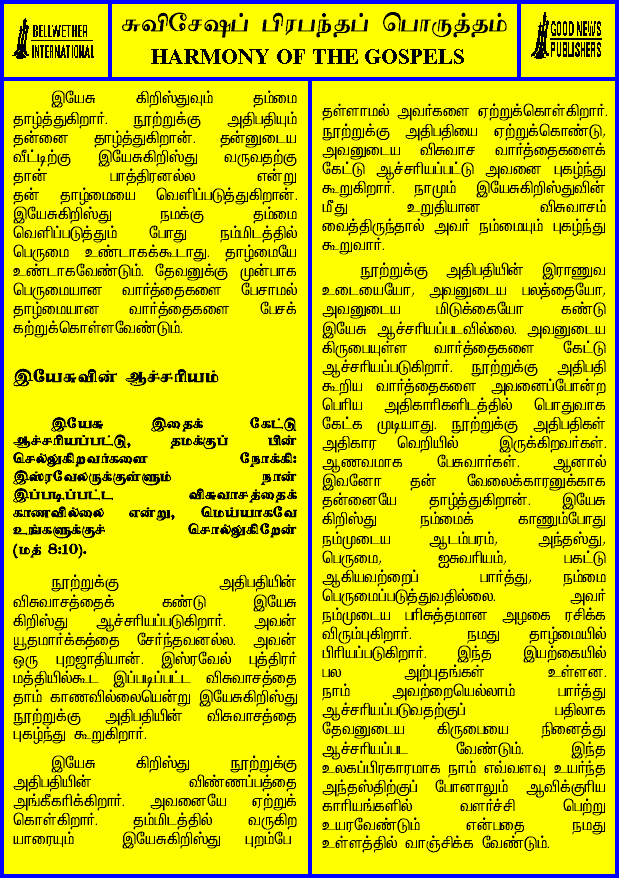 BELLWETHER
INTERNATIONAL
சுவிசேஷப் பிரபந்தப் பொருத்தம்
HARMONY OF THE GOSPELS
GOOD NEWS
PUBLISHERS
இயேசு கிறிஸ்துவும் தம்மை
தாழ்த்துகிறார். நூற்றுக்கு அதிபதியும்
தன்னை தாழ்த்துகிறான். தன்னுடைய
வீட்டிற்கு இயேசுகிறிஸ்து வருவதற்கு
தான் பாத்திரனல்ல என்று
தன் தாழ்மையை வெளிப்படுத்துகிறான்.
இயேசுகிறிஸ்து நமக்கு தம்மை
வெளிப்படுத்தும் போது நம்மிடத்தில்
பெருமை உண்டாகக்கூடாது. தாழ்மையே
உண்டாகவேண்டும். தேவனுக்கு முன்பாக
பெருமையான வார்த்தைகளை பேசாமல்
தாழ்மையான வார்த்தைகளை பேசக்
கற்றுக்கொள்ளவேண்டும்.
இயேசுவின் ஆச்சரியம்
இயேசு இதைக் கேட்டு
ஆச்சரியப்பட்டு, தமக்குப் பின்
செல்லுகிறவர்களை நோக்கி:
இஸ்ரவேலருக்குள்ளும் நான்
இப்படிப்பட்ட விசுவாசத்தைக்
காணவில்லை என்று, மெய்யாகவே
உங்களுக்குச் சொல்லுகிறேன்
(மத் 8:10).
நூற்றுக்கு அதிபதியின்
விசுவாசத்தைக் கண்டு இயேசு
கிறிஸ்து ஆச்சரியப்படுகிறார். அவன்
யூதமார்க்கத்தை சேர்ந்தவனல்ல. அவன்
ஒரு புறஜாதியான். இஸ்ரவேல் புத்திரர்
மத்தியில்கூட இப்படிப்பட்ட விசுவாசத்தை
தாம் காணவில்லையென்று இயேசுகிறிஸ்து
நூற்றுக்கு அதிபதியின் விசுவாசத்தை
புகழ்ந்து கூறுகிறார்.
இயேசு கிறிஸ்து நூற்றுக்கு
அதிபதியின் விண்ணப்பத்தை
அங்கீகரிக்கிறார். அவனையே ஏற்றுக்
கொள்கிறார். தம்மிடத்தில் வருகிற
யாரையும் இயேசுகிறிஸ்து புறம்பே
தள்ளாமல் அவர்களை ஏற்றுக்கொள்கிறார்.
நூற்றுக்கு அதிபதியை ஏற்றுக்கொண்டு,
அவனுடைய விசுவாச வார்த்தைகளைக்
கேட்டு ஆச்சரியப்பட்டு அவனை புகழ்ந்து
கூறுகிறார். நாமும் இயேசுகிறிஸ்துவின்
மீது உறுதியான விசுவாசம்
வைத்திருந்தால் அவர் நம்மையும் புகழ்ந்து
கூறுவார்.
நூற்றுக்கு அதிபதியின் இராணுவ
உடையையோ, அவனுடைய பலத்தையோ,
அவனுடைய மிடுக்கையோ கண்டு
இயேசு ஆச்சரியப்படவில்லை. அவனுடைய
கிருபையுள்ள வார்த்தைகளை கேட்டு
ஆச்சரியப்படுகிறார். நூற்றுக்கு அதிபதி
கூறிய வார்த்தைகளை அவனைப்போன்ற
பெரிய அதிகாரிகளிடத்தில் பொதுவாக
கேட்க முடியாது. நூற்றுக்கு அதிபதிகள்
அதிகார வெறியில் இருக்கிறவர்கள்.
ஆணவமாக பேசுவார்கள். ஆனால்
இவனோ தன் வேலைக்காரனுக்காக
தன்னையே தாழ்த்துகிறான். இயேசு
கிறிஸ்து நம்மைக் காணும்போது
நம்முடைய ஆடம்பரம், அந்தஸ்து,
பெருமை, ஐசுவரியம், பகட்டு
ஆகியவற்றைப் பார்த்து, நம்மை
பெருமைப்படுத்துவதில்லை. அவர்
நம்முடைய பரிசுத்தமான அழகை ரசிக்க
விரும்புகிறார். நமது தாழ்மையில்
பிரியப்படுகிறார். இந்த இயற்கையில்
பல அற்புதங்கள் உள்ளன.
நாம் அவற்றையெல்லாம் பார்த்து
ஆச்சரியப்படுவதற்குப் பதிலாக
தேவனுடைய கிருபையை நினைத்து
ஆச்சரியப்பட வேண்டும். இந்த
உலகப்பிரகாரமாக நாம் எவ்வளவு உயர்ந்த
அந்தஸ்திற்குப் போனாலும் ஆவிக்குரிய
காரியங்களில் வளர்ச்சி பெற்று
உயரவேண்டும் என்பதை நமது
உள்ளத்தில் வாஞ்சிக்க வேண்டும்.